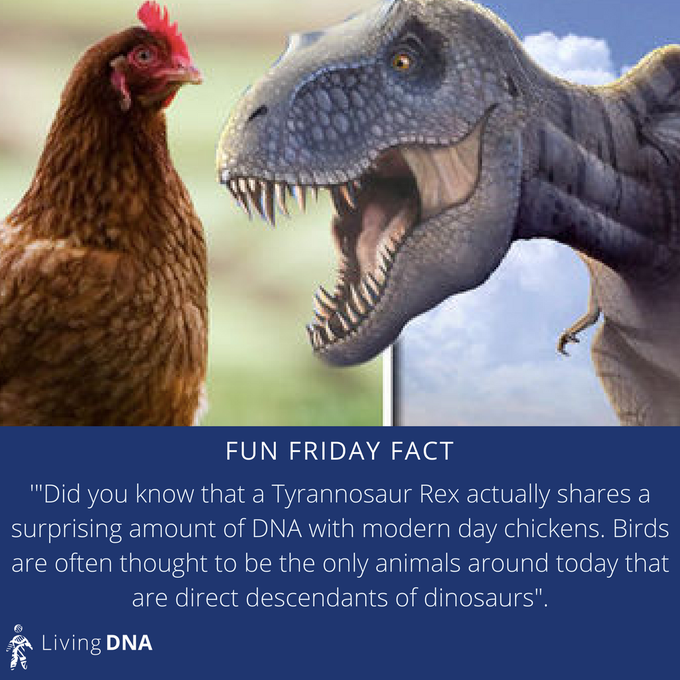 FUN FRIDAY FACT
'"Did you know that a Tyrannosaur Rex actually shares a
surprising amount of DNA with modern day chickens. Birds
are often thought to be the only animals around today that
are direct descendants of dinosaurs".
Living DNA